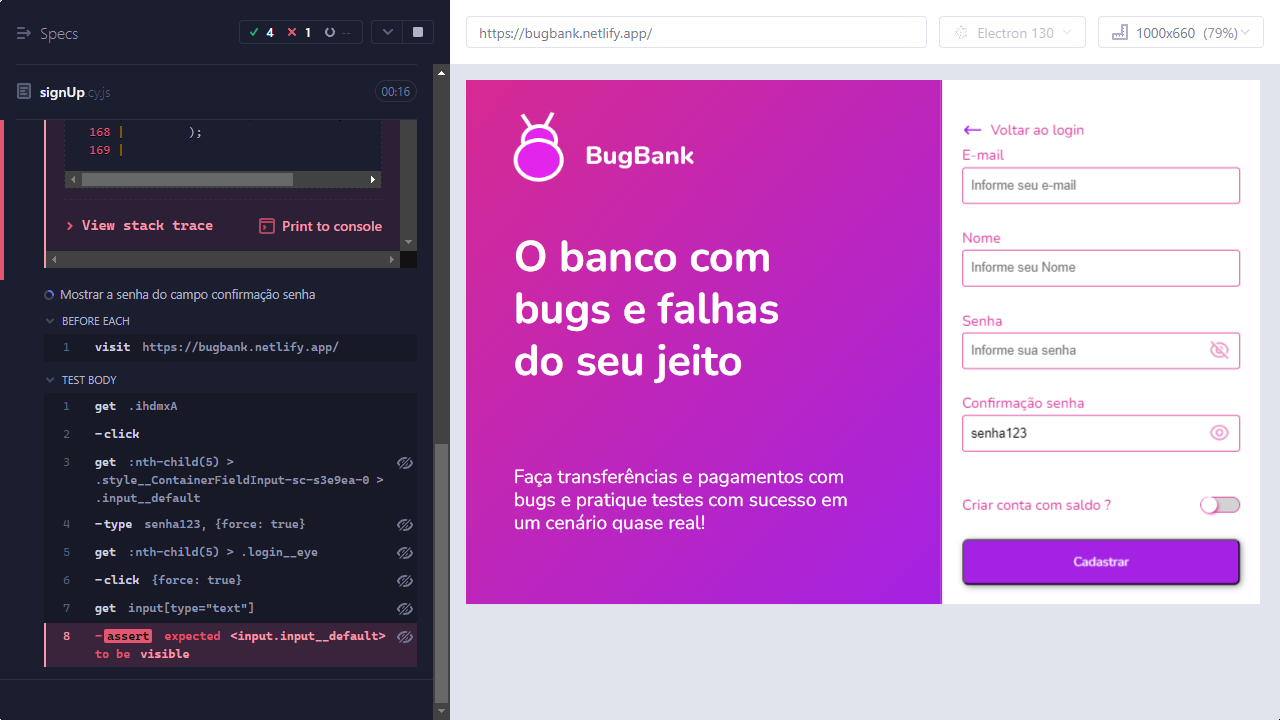 Specs
4
1
--
signUp.cy.js
00:16
168 | );
169 |
View stack trace
Print to console
Mostrar a senha do campo confirmação senha
BEFORE EACH
1 visit https://bugbank.netlify.app/
TEST BODY
1 get .ihdmxA
2 -click
3 get :nth-child(5) >
.style__ContainerFieldInput-sc-s3e9ea-0 >
.input__default
4 -type senha123, {force: true}
5 get :nth-child(5) > .login__eye
6 -click {force: true}
7 get input[type="text"]
8 -assert expected <input.input__default>
to be visible
https://bugbank.netlify.app/
Electron 130
1000x660 (79%)
BugBank
O banco com
bugs e falhas
do seu jeito
Faça transferências e pagamentos com
bugs e pratique testes com sucesso em
um cenário quase real!
Voltar ao login
E-mail
Informe seu e-mail
Nome
Informe seu Nome
Senha
Informe sua senha
Confirmação senha
senha123
Criar conta com saldo ?
Cadastrar